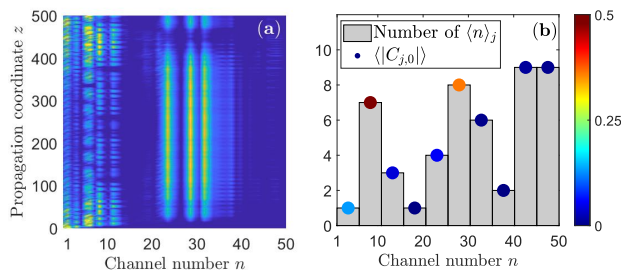 500
400
300
200
100
0
Propagation coordinate z
(a)
1 10 20 30 40 50
Channel number n
(b)
Number of ⟨n⟩j
⟨|Cj,0|⟩
10
8
6
4
2
0
1 10 20 30 40 50
Channel number n
0.5
0.25
0